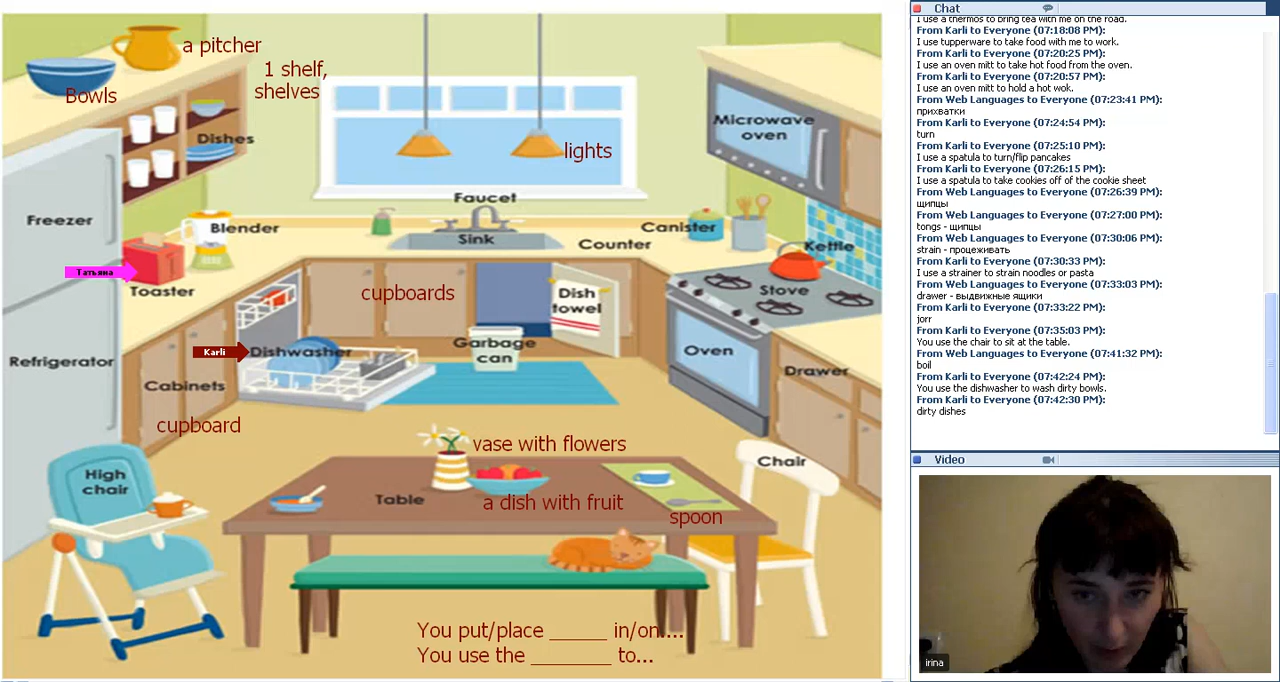 a pitcher
1 shelf,
shelves
Bowls
Dishes
Microwave
oven
lights
Freezer
Faucet
Blender
Sink
Counter
Canister
Kettle
Татьяна
Toaster
cupboards
Dish
towel
Stove
Karli
Dishwasher
Garbage
can
Oven
Refrigerator
Cabinets
Drawer
cupboard
vase with flowers
High
chair
Chair
Table
a dish with fruit
spoon
You put/place _____ in/on....
You use the ________ to...
Chat
I use a thermos to bring tea with me on the road.
From Karli to Everyone (07:18:08 PM):
I use tupperware to take food with me to work.
From Karli to Everyone (07:20:25 PM):
I use an oven mitt to take hot food from the oven.
From Karli to Everyone (07:20:57 PM):
I use an oven mitt to hold a hot wok.
From Web Languages to Everyone (07:23:41 PM):
прихватки
From Karli to Everyone (07:24:54 PM):
turn
From Karli to Everyone (07:25:10 PM):
I use a spatula to turn/flip pancakes
From Karli to Everyone (07:26:15 PM):
I use a spatula to take cookies off of the cookie sheet
From Web Languages to Everyone (07:26:39 PM):
щипцы
From Web Languages to Everyone (07:27:00 PM):
tongs - щипцы
From Web Languages to Everyone (07:30:06 PM):
strain - процеживать
From Karli to Everyone (07:30:33 PM):
I use a strainer to strain noodles or pasta
From Web Languages to Everyone (07:33:03 PM):
drawer - выдвижные ящики
From Karli to Everyone (07:33:22 PM):
jorr
From Karli to Everyone (07:35:03 PM):
You use the chair to sit at the table.
From Web Languages to Everyone (07:41:32 PM):
boil
From Karli to Everyone (07:42:24 PM):
You use the dishwasher to wash dirty bowls.
From Karli to Everyone (07:42:30 PM):
dirty dishes
Video
irina